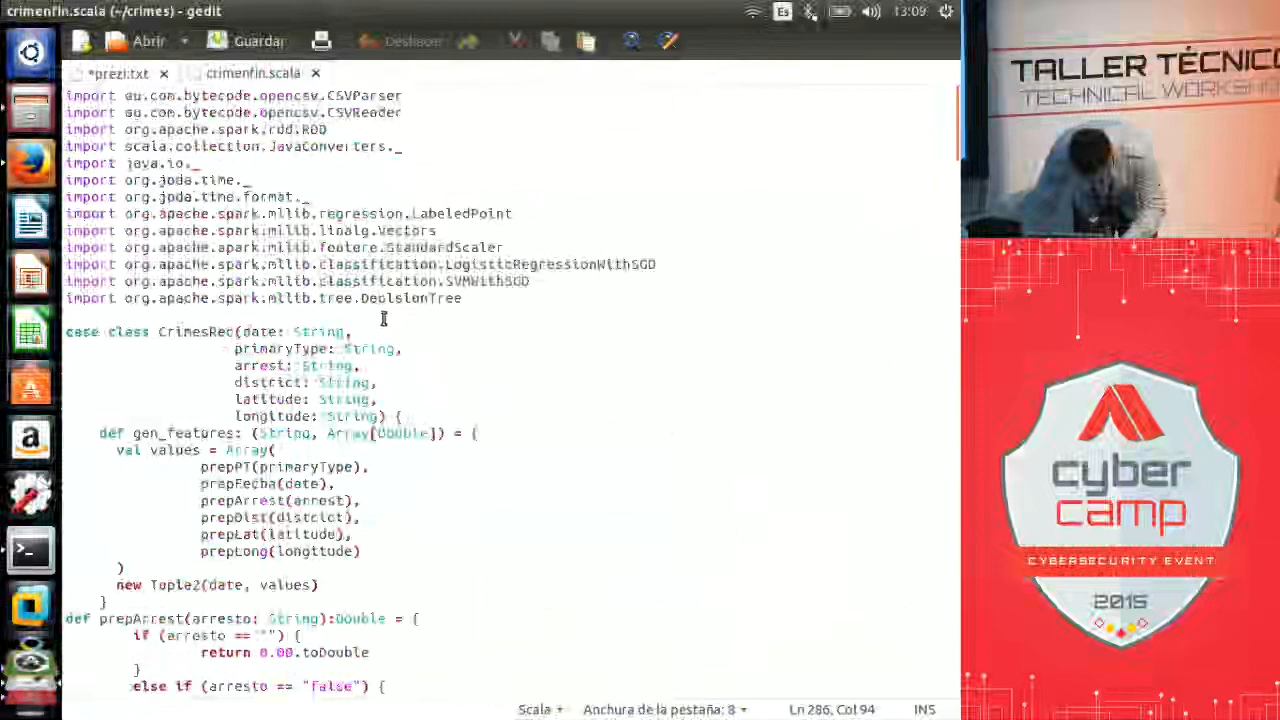 crimenfin.scala (~/crimes) - gedit
Es
13:09
Abrir
Guardar
Deshacer
*prezi.txt
crimenfin.scala
import au.com.bytecode.opencsv.CSVParser
import au.com.bytecode.opencsv.CSVReader
import org.apache.spark.rdd.RDD
import scala.collection.JavaConverters._
import java.io._
import org.joda.time._
import org.joda.time.format._
import org.apache.spark.mllib.regression.LabeledPoint
import org.apache.spark.mllib.linalg.Vectors
import org.apache.spark.mllib.feature.StandardScaler
import org.apache.spark.mllib.classification.LogisticRegressionWithSGD
import org.apache.spark.mllib.classification.SVMWithSGD
import org.apache.spark.mllib.tree.DecisionTree
case class CrimesRec(date: String,
primaryType: String,
arrest: String,
district: String,
latitude: String,
longitude: String) {
def gen_features: (String, Array[Double]) = {
val values = Array(
prepPT(primaryType),
prapFecha(date),
prepArrest(arrest),
prepDist(district),
prepLat(latitude),
prepLong(longitude)
)
new Tuple2(date, values)
}
def prepArrest(arresto: String):Double = {
if (arresto == "") {
return 0.00.toDouble
}
else if (arresto == "false") {
Scala
Anchura de la pestaña: 8
Ln 286, Col 94
INS
TALLER TÉCNICO
TECHNICAL WORKSHO
cyber
camp
CYBERSECURITY EVENT
2015